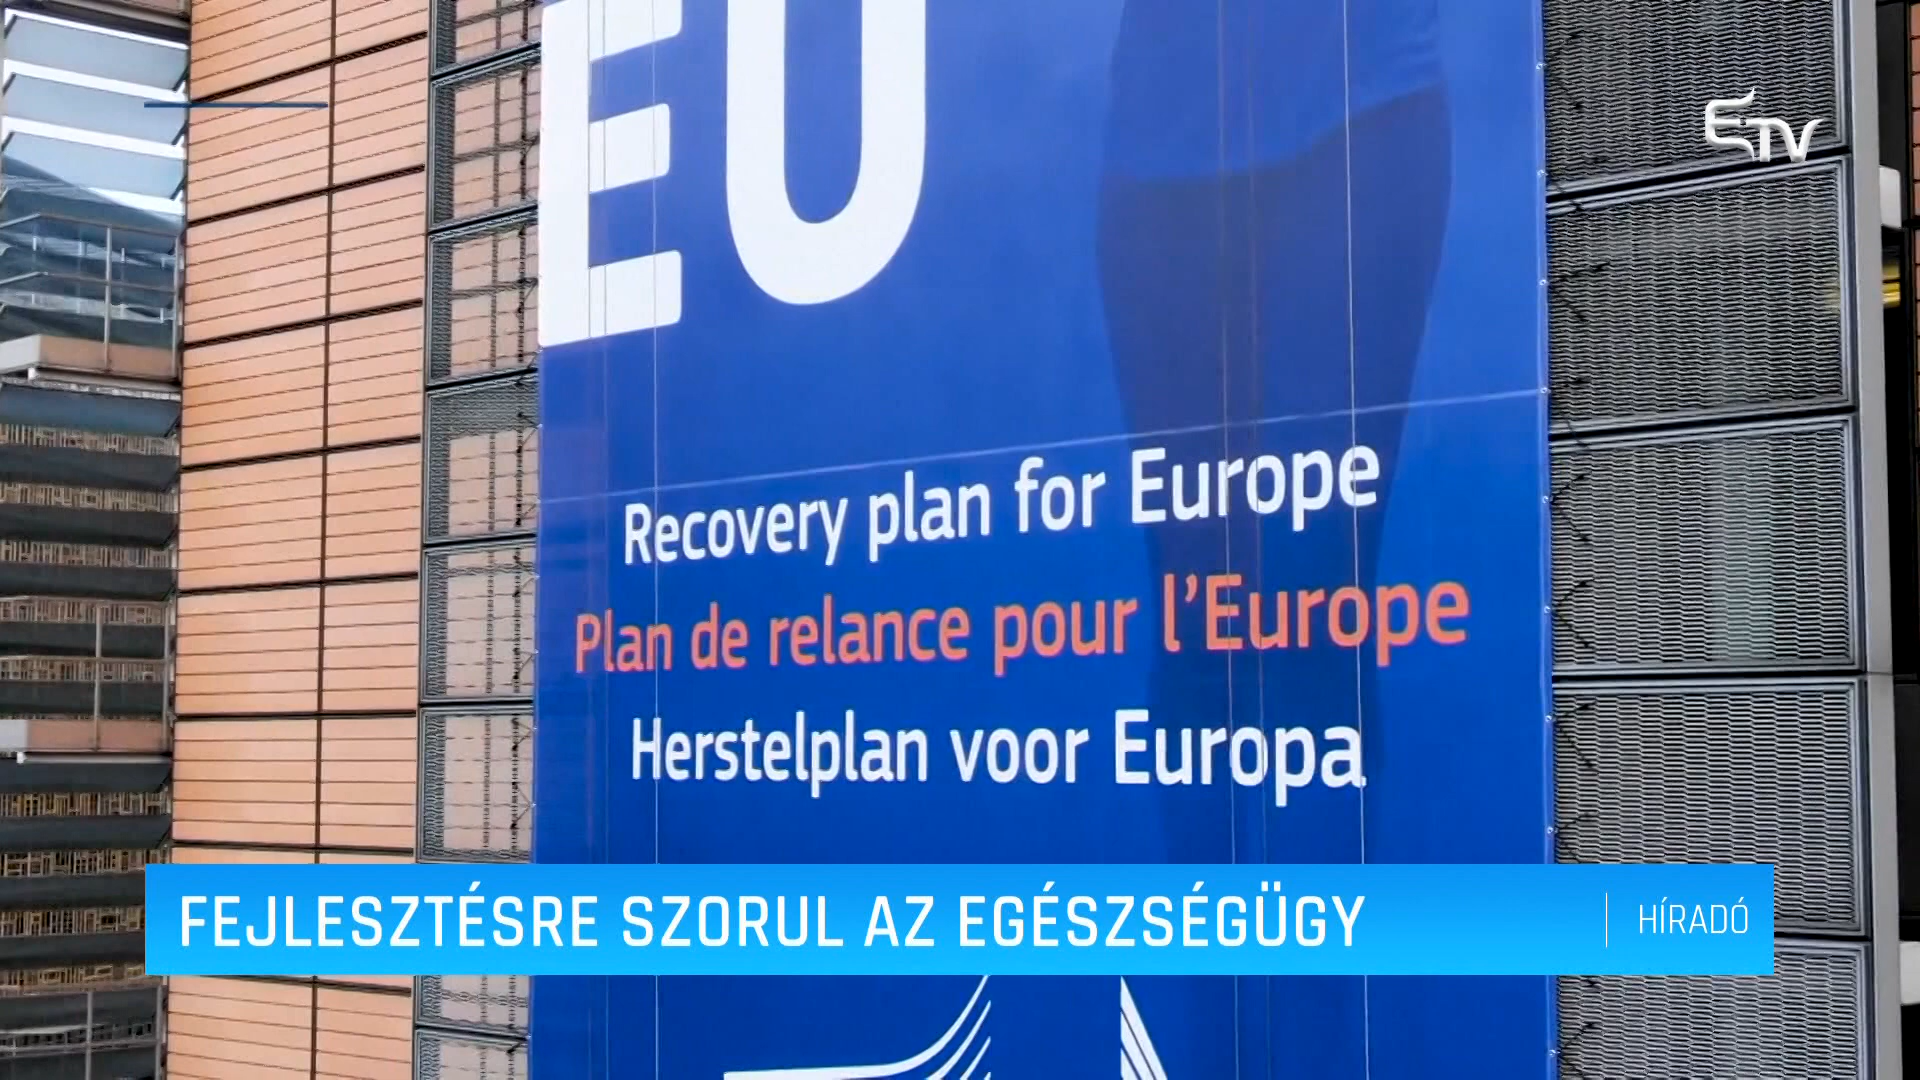 EU
ETV
Recovery plan for Europe
Plan de relance pour l'Europe
Herstelplan voor Europa
FEJLESZTÉSRE SZORUL AZ EGÉSZSÉGÜGY
HÍRADÓ